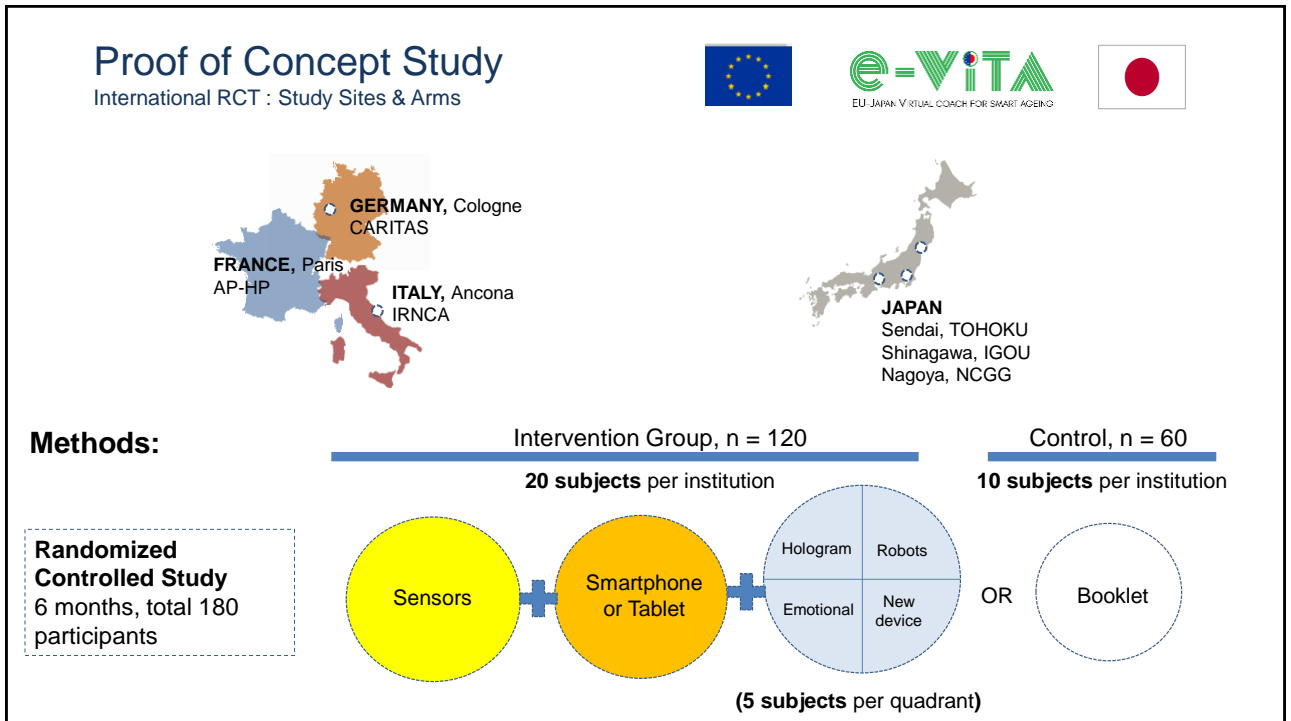 Proof of Concept Study
International RCT : Study Sites & Arms
e-ViTA
EU-JAPAN VIRTUAL COACH FOR SMART AGEING
GERMANY, Cologne
CARITAS
FRANCE, Paris
AP-HP
ITALY, Ancona
IRNCA
JAPAN
Sendai, TOHOKU
Shinagawa, IGOU
Nagoya, NCGG
Methods:
Intervention Group, n = 120
Control, n = 60
20 subjects per institution
10 subjects per institution
Randomized
Controlled Study
6 months, total 180
participants
Sensors
Smartphone
or Tablet
Hologram
Robots
Emotional
New
device
OR
Booklet
(5 subjects per quadrant)